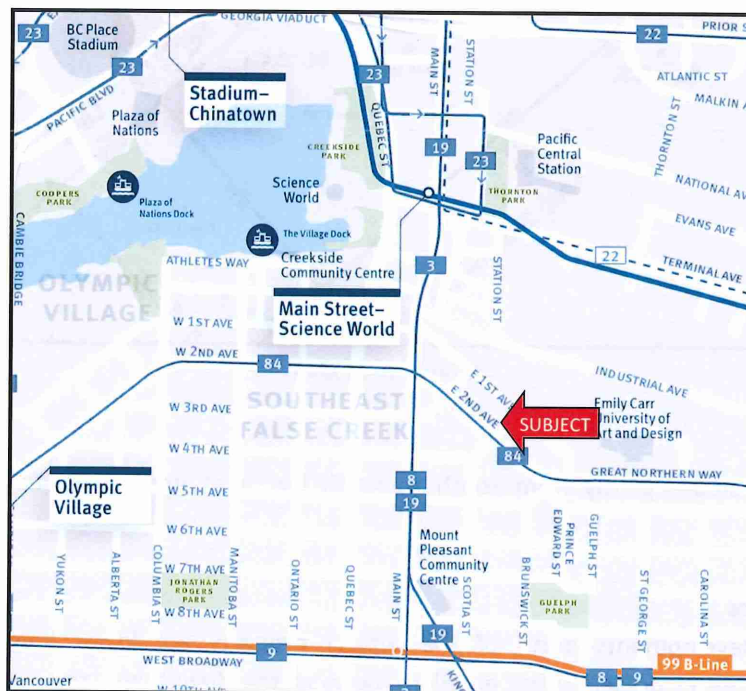 GEORGIA VIADUCT
PRIOR S
23
BC Place
Stadium
23
22
23
MAIN ST
STATION ST
ATLANTIC ST
MALKIN A
PACIFIC BLVD
Stadium–
Chinatown
Plaza of
Nations
QUEBEC ST
THORNTON ST
CREEKSIDE
PARK
19
23
Pacific
Central
Station
COOPERS
PARK
Plaza of
Nations Dock
Science
World
THORNTON
PARK
NATIONAL AV
CAMBIE BRIDGE
The Village Dock
EVANS AVE
ATHLETES WAY
Creekside
Community Centre
3
STATION ST
22
TERMINAL AVE
OLYMPIC
VILLAGE
Main Street–
Science World
W 1ST AVE
W 2ND AVE
84
INDUSTRIAL AVE
E 1ST AVE
E 2ND AVE
SUBJECT
Emily Carr
University of
Art and Design
W 3RD AVE
SOUTHEAST
FALSE CREEK
W 4TH AVE
84
GREAT NORTHERN WAY
Olympic
Village
W 5TH AVE
8
19
W 6TH AVE
Mount
Pleasant
Community
Centre
YUKON ST
ALBERTA ST
COLUMBIA ST
W 7TH AVE
JONATHAN
ROGERS
PARK
W 8TH AVE
MANITOBA ST
ONTARIO ST
QUEBEC ST
MAIN ST
SCOTIA ST
BRUNSWICK ST
PRINCE
EDWARD ST
GUELPH ST
GUELPH
PARK
ST GEORGE ST
CAROLINA ST
19
9
WEST BROADWAY
99 B-Line
8
9
Vancouver
W 10TH AVE
KING